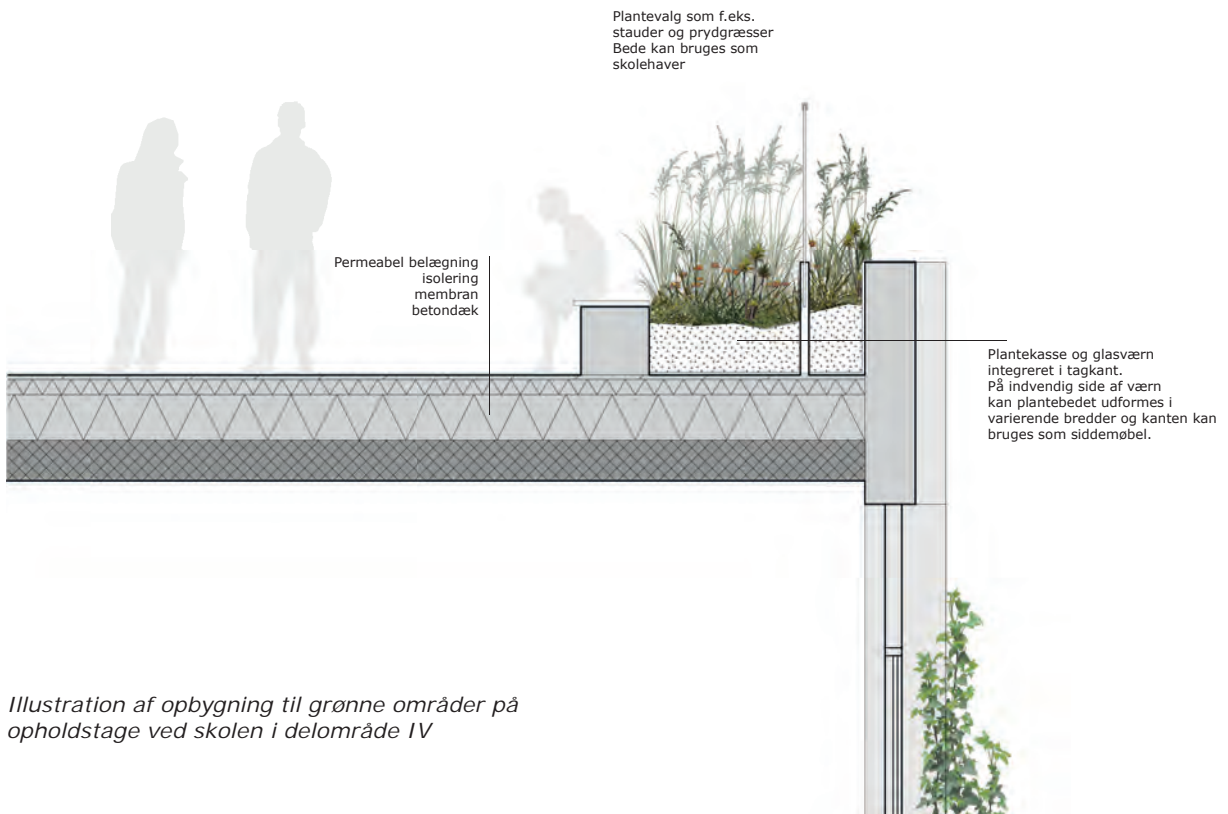 Plantevalg som f.eks.
stauder og prydgræsser
Bede kan bruges som
skolehaver
Permeabel belægning
isolering
membran
betondæk
Plantekasse og glasværn
integreret i tagkant.
På indvendig side af værn
kan plantebedet udformes i
varierende bredder og kanten kan
bruges som siddemøbel.
Illustration af opbygning til grønne områder på
opholdstage ved skolen i delområde IV